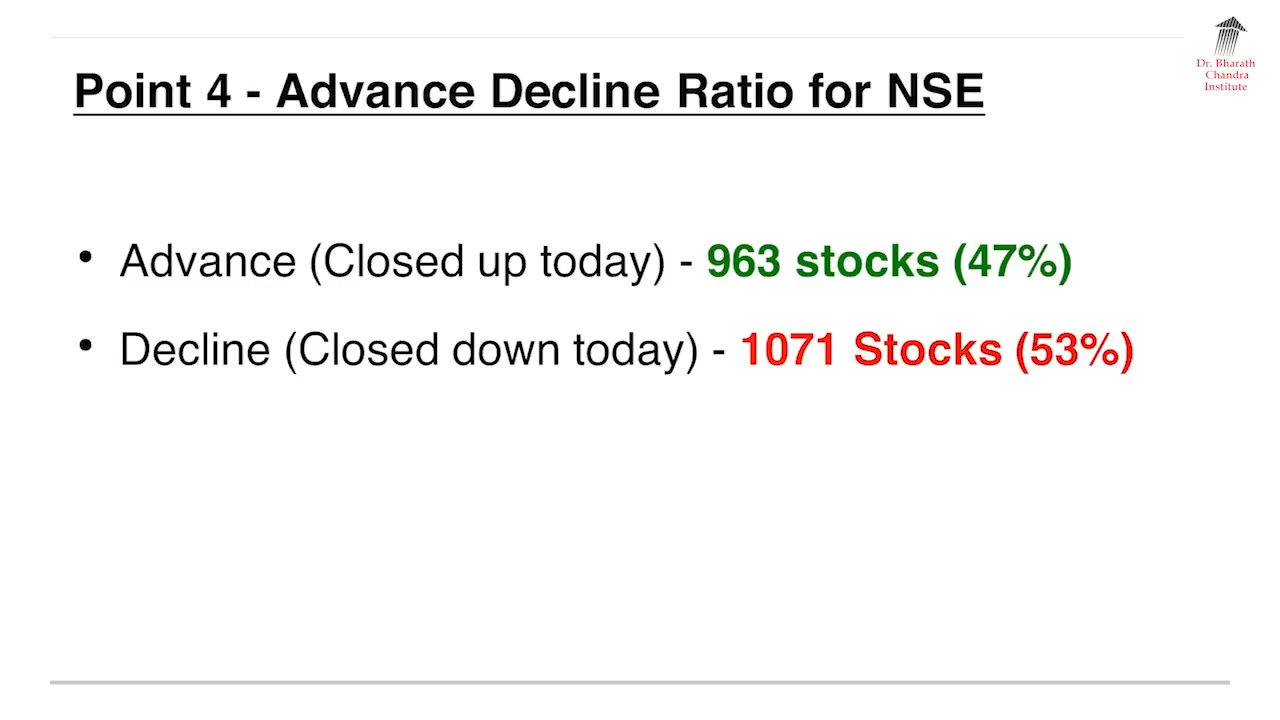 Dr. Bharath
Chandra
Institute
Point 4 - Advance Decline Ratio for NSE
• Advance (Closed up today) - 963 stocks (47%)
• Decline (Closed down today) - 1071 Stocks (53%)